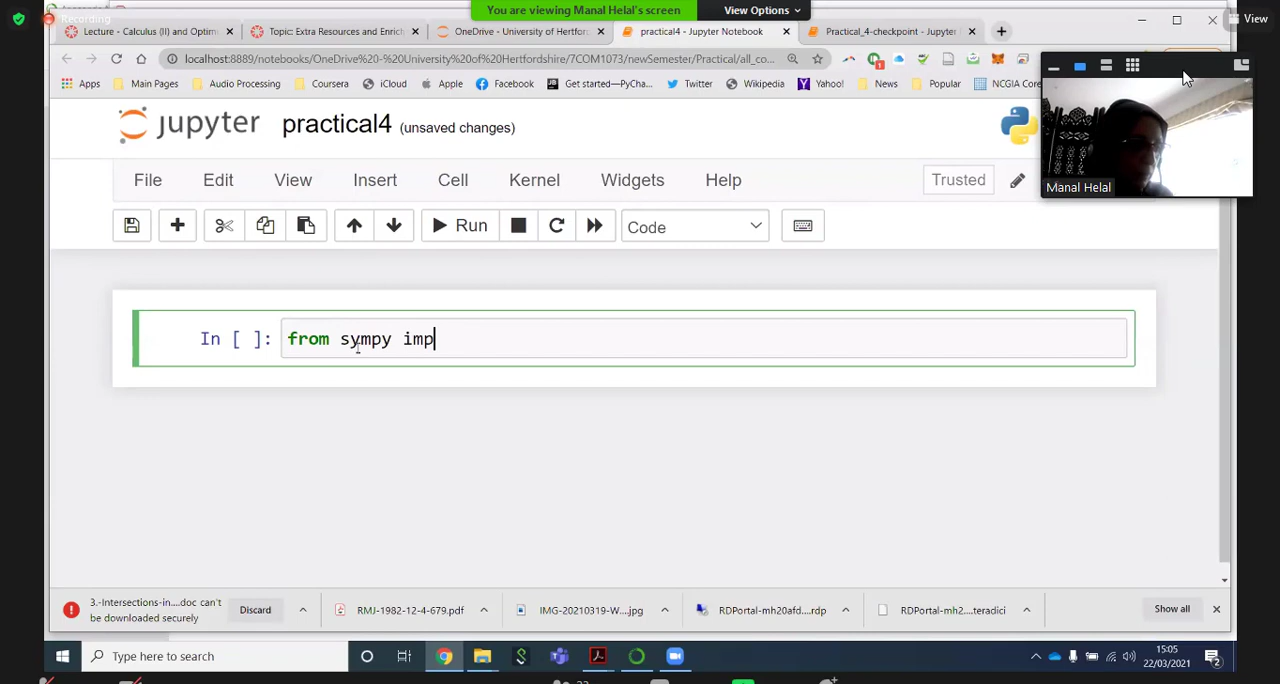 You are viewing Manal Helal's screen
View Options
Recording
View
Lecture - Calculus (II) and Optim
Topic: Extra Resources and Enrich
OneDrive - University of Hertfor
practical4 - Jupyter Notebook
Practical_4-checkpoint - Jupyter
localhost:8889/notebooks/OneDrive%20-%20University%20of%20Hertfordshire/7COM1073/newSemester/Practical/all_co...
Apps
Main Pages
Audio Processing
Coursera
iCloud
Apple
Facebook
Get started—PyCha...
Twitter
Wikipedia
Yahoo!
News
Popular
NCGIA Core
jupyter practical4 (unsaved changes)
Manal Helal
File Edit View Insert Cell Kernel Widgets Help
Trusted
Run
Code
In [ ]: from sympy imp
3.-Intersections-in....doc can't
be downloaded securely
Discard
RMJ-1982-12-4-679.pdf
IMG-20210319-W....jpg
RDPortal-mh20afd....rdp
RDPortal-mh2....teradici
Show all
Type here to search
15:05
22/03/2021
2